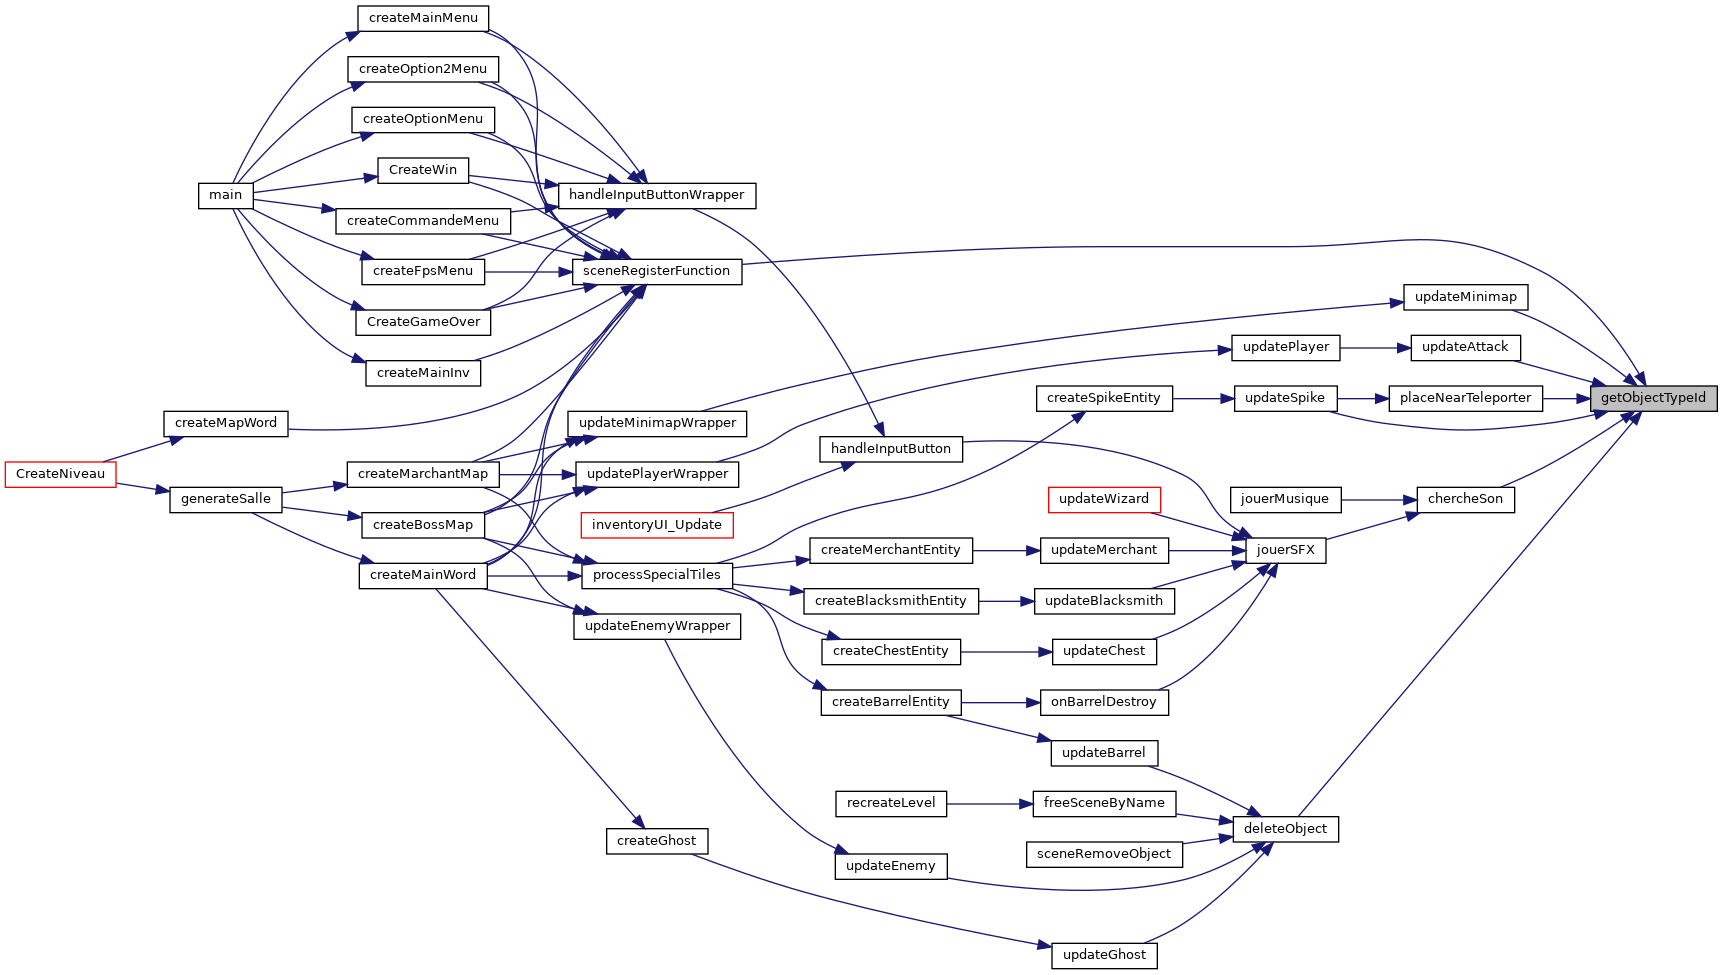 createMainMenu
createOption2Menu
createOptionMenu
CreateWin
main
handleInputButtonWrapper
createCommandeMenu
createFpsMenu
sceneRegisterFunction
CreateGameOver
createMainInv
updateMinimap
updatePlayer
updateAttack
createSpikeEntity
updateSpike
placeNearTeleporter
getObjectTypeId
createMapWord
updateMinimapWrapper
handleInputButton
CreateNiveau
createMarchantMap
updatePlayerWrapper
generateSalle
updateWizard
jouerMusique
chercheSon
createBossMap
inventoryUI_Update
createMerchantEntity
updateMerchant
jouerSFX
createMainWord
processSpecialTiles
createBlacksmithEntity
updateBlacksmith
updateEnemyWrapper
createChestEntity
updateChest
createBarrelEntity
onBarrelDestroy
updateBarrel
recreateLevel
freeSceneByName
deleteObject
createGhost
sceneRemoveObject
updateEnemy
updateGhost